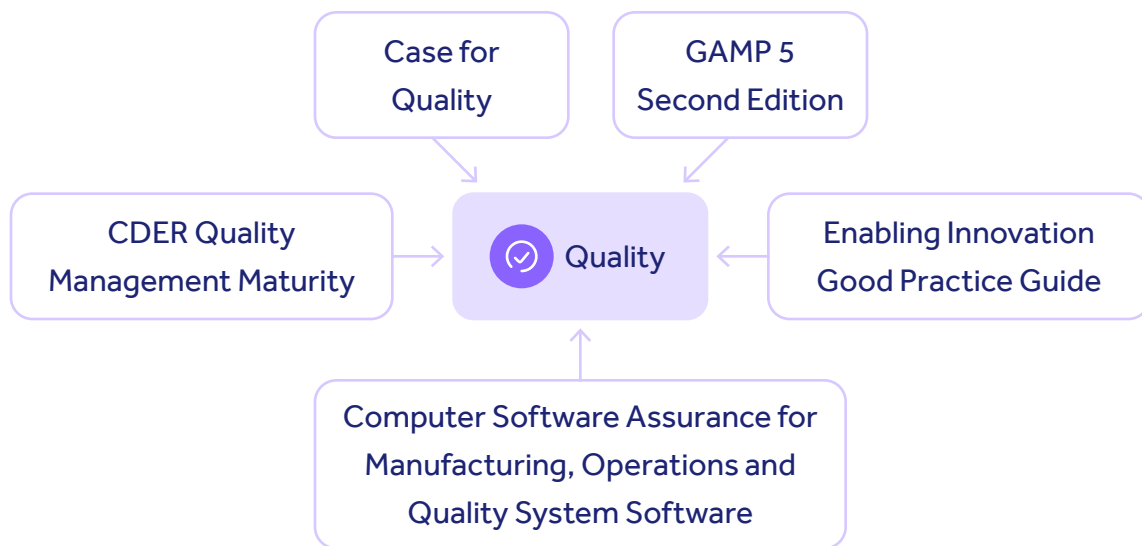 Case for
Quality
GAMP 5
Second Edition
CDER Quality
Management Maturity
Quality
Enabling Innovation
Good Practice Guide
Computer Software Assurance for
Manufacturing, Operations and
Quality System Software